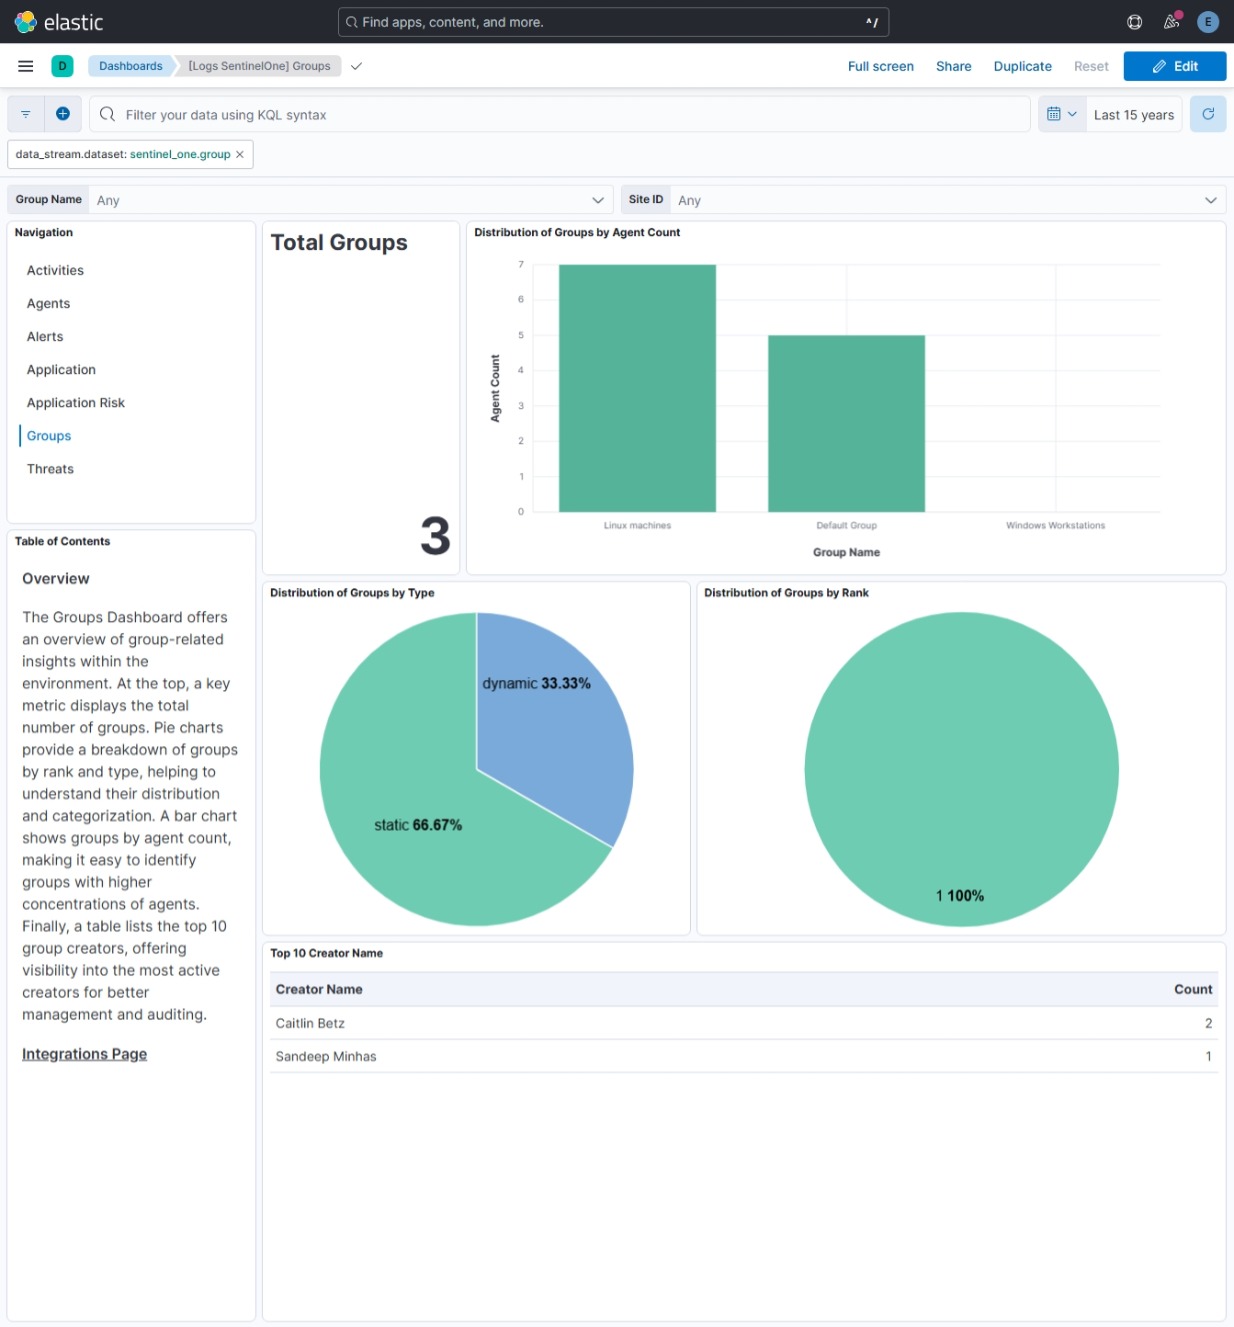 elastic
Find apps, content, and more.
^/
E
D
Dashboards
[Logs SentinelOne] Groups
Full screen
Share
Duplicate
Reset
Edit
Filter your data using KQL syntax
Last 15 years
data_stream.dataset: sentinel_one.group ×
Group Name
Any
Site ID
Any
Navigation
Activities
Agents
Alerts
Application
Application Risk
Groups
Threats
Total Groups
3
Distribution of Groups by Agent Count
7
6
5
4
3
2
1
0
Agent Count
Linux machines
Default Group
Windows Workstations
Group Name
Table of Contents
Overview
The Groups Dashboard offers
an overview of group-related
insights within the
environment. At the top, a key
metric displays the total
number of groups. Pie charts
provide a breakdown of groups
by rank and type, helping to
understand their distribution
and categorization. A bar chart
shows groups by agent count,
making it easy to identify
groups with higher
concentrations of agents.
Finally, a table lists the top 10
group creators, offering
visibility into the most active
creators for better
management and auditing.
Integrations Page
Distribution of Groups by Type
dynamic 33.33%
static 66.67%
Distribution of Groups by Rank
1 100%
Top 10 Creator Name
Creator Name
Count
Caitlin Betz
2
Sandeep Minhas
1